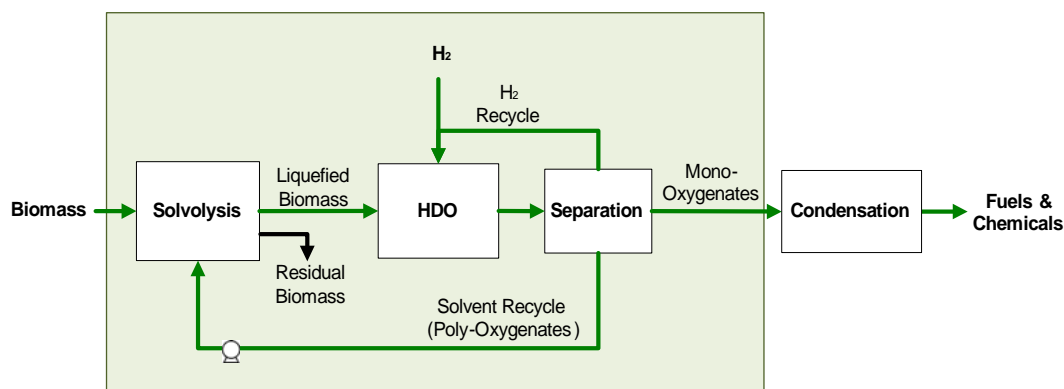 H₂
H₂
Recycle
Liquefied
Biomass
Mono-
Oxygenates
Biomass
Solvolysis
HDO
Separation
Condensation
Fuels &
Chemicals
Residual
Biomass
Solvent Recycle
(Poly-Oxygenates)